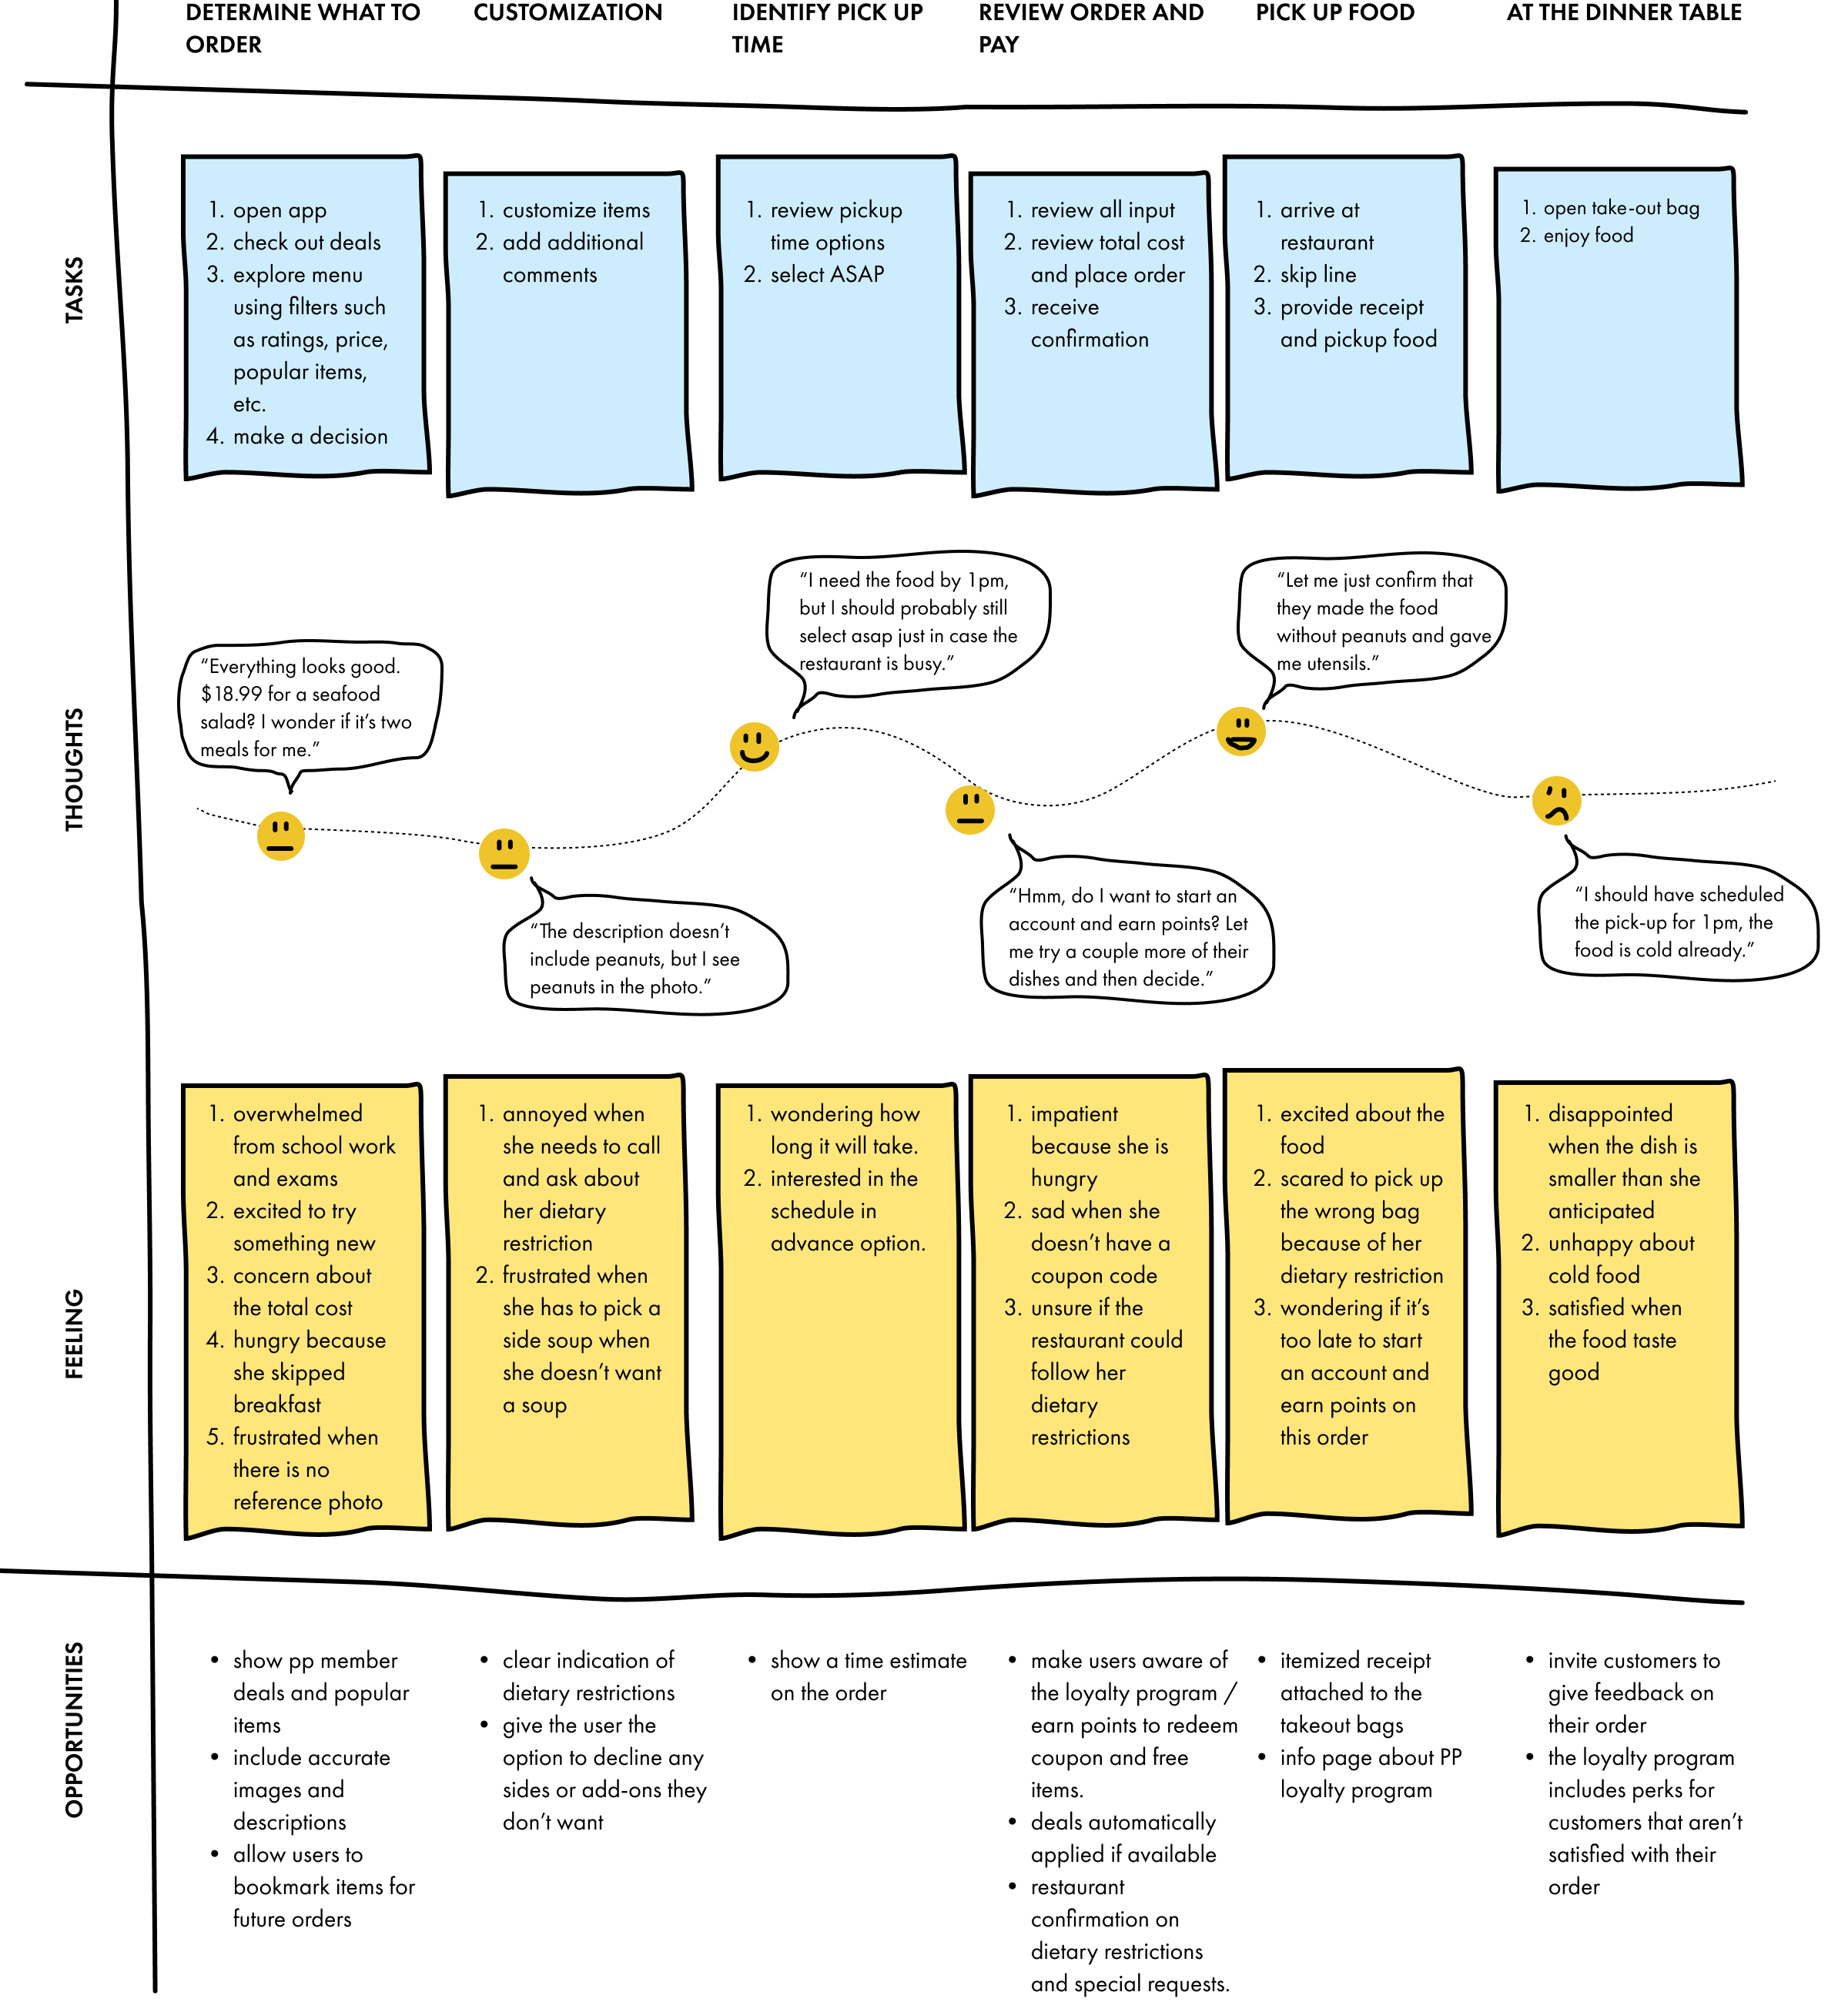 DETERMINE WHAT TO
ORDER
CUSTOMIZATION
IDENTIFY PICK UP
TIME
REVIEW ORDER AND
PAY
PICK UP FOOD
AT THE DINNER TABLE
TASKS
1. open app
2. check out deals
3. explore menu
using filters such
as ratings, price,
popular items,
etc.
4. make a decision
1. customize items
2. add additional
comments
1. review pickup
time options
2. select ASAP
1. review all input
2. review total cost
and place order
3. receive
confirmation
1. arrive at
restaurant
2. skip line
3. provide receipt
and pickup food
1. open take-out bag
2. enjoy food
THOUGHTS
“Everything looks good.
$18.99 for a seafood
salad? I wonder if it’s two
meals for me.”
“The description doesn’t
include peanuts, but I see
peanuts in the photo.”
“I need the food by 1pm,
but I should probably still
select asap just in case the
restaurant is busy.”
“Hmm, do I want to start an
account and earn points? Let
me try a couple more of their
dishes and then decide.”
“Let me just confirm that
they made the food
without peanuts and gave
me utensils.”
“I should have scheduled
the pick-up for 1pm, the
food is cold already.”
FEELING
1. overwhelmed
from school work
and exams
2. excited to try
something new
3. concern about
the total cost
4. hungry because
she skipped
breakfast
5. frustrated when
there is no
reference photo
1. annoyed when
she needs to call
and ask about
her dietary
restriction
2. frustrated when
she has to pick a
side soup when
she doesn’t want
a soup
1. wondering how
long it will take.
2. interested in the
schedule in
advance option.
1. impatient
because she is
hungry
2. sad when she
doesn’t have a
coupon code
3. unsure if the
restaurant could
follow her
dietary
restrictions
1. excited about the
food
2. scared to pick up
the wrong bag
because of her
dietary restriction
3. wondering if it’s
too late to start
an account and
earn points on
this order
1. disappointed
when the dish is
smaller than she
anticipated
2. unhappy about
cold food
3. satisfied when
the food taste
good
OPPORTUNITIES
• show pp member
deals and popular
items
• include accurate
images and
descriptions
• allow users to
bookmark items for
future orders
• clear indication of
dietary restrictions
• give the user the
option to decline any
sides or add-ons they
don’t want
• show a time estimate
on the order
• make users aware of
the loyalty program /
earn points to redeem
coupon and free
items.
• deals automatically
applied if available
• restaurant
confirmation on
dietary restrictions
and special requests.
• itemized receipt
attached to the
takeout bags
• info page about PP
loyalty program
• invite customers to
give feedback on
their order
• the loyalty program
includes perks for
customers that aren’t
satisfied with their
order